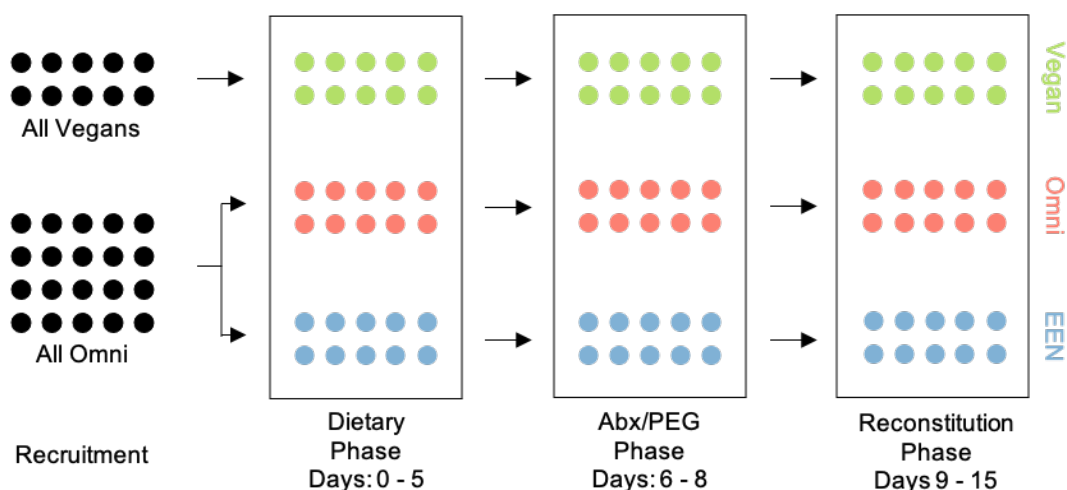 All Vegans
All Omni
Recruitment
Dietary
Phase
Days: 0 - 5
Abx/PEG
Phase
Days: 6 - 8
Reconstitution
Phase
Days 9 - 15
Vegan
Omni
EEN